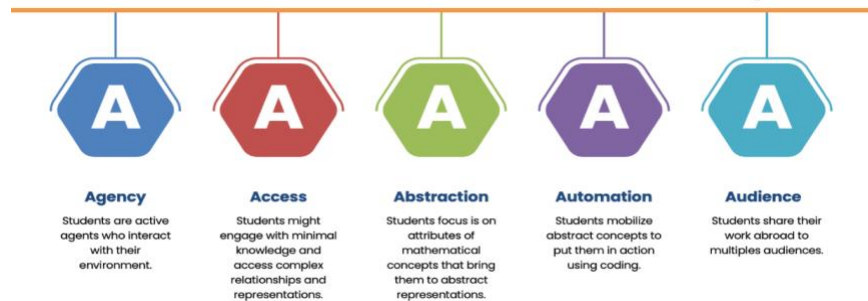 A
A
A
A
A
Agency
Students are active
agents who interact
with their
environment.
Access
Students might
engage with minimal
knowledge and
access complex
relationships and
representations.
Abstraction
Students focus is on
attributes of
mathematical
concepts that bring
them to abstract
representations.
Automation
Students mobilize
abstract concepts to
put them in action
using coding.
Audience
Students share their
work abroad to
multiple audiences.